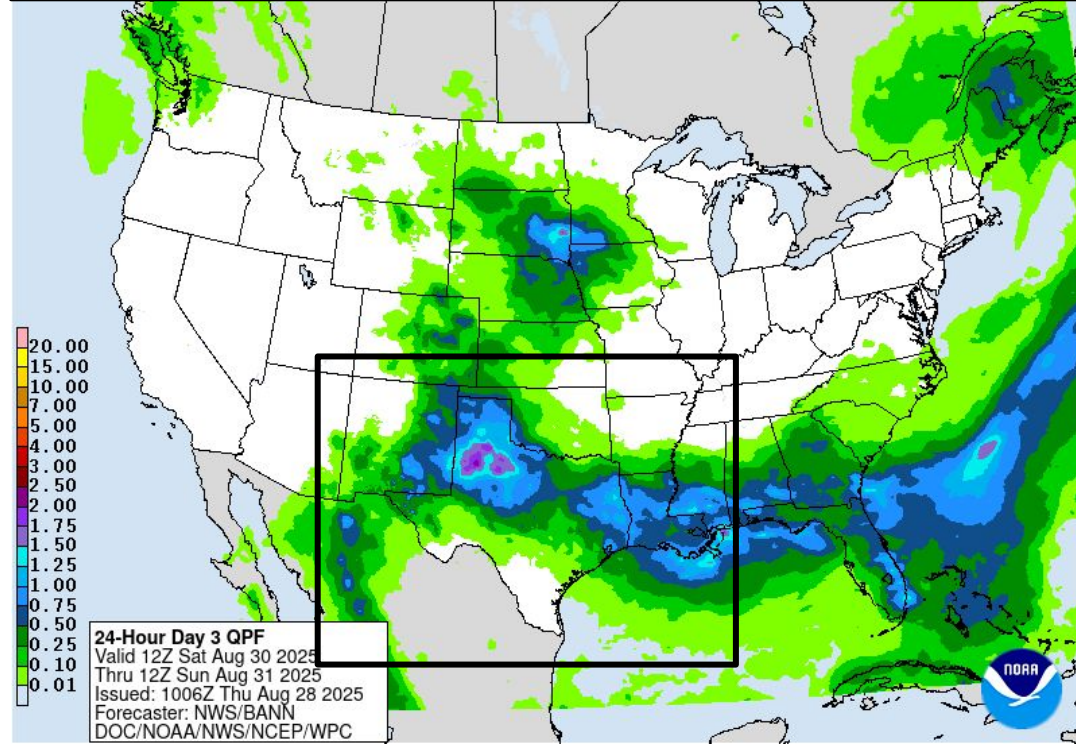 20.00
15.00
10.00
7.00
5.00
4.00
3.00
2.50
2.00
1.75
1.50
1.25
1.00
0.75
0.50
0.25
0.10
0.01
24-Hour Day 3 QPF
Valid 12Z Sat Aug 30 2025
Thru 12Z Sun Aug 31 2025
Issued: 1006Z Thu Aug 28 2025
Forecaster: NWS/BANN
DOC/NOAA/NWS/NCEP/WPC
NOAA